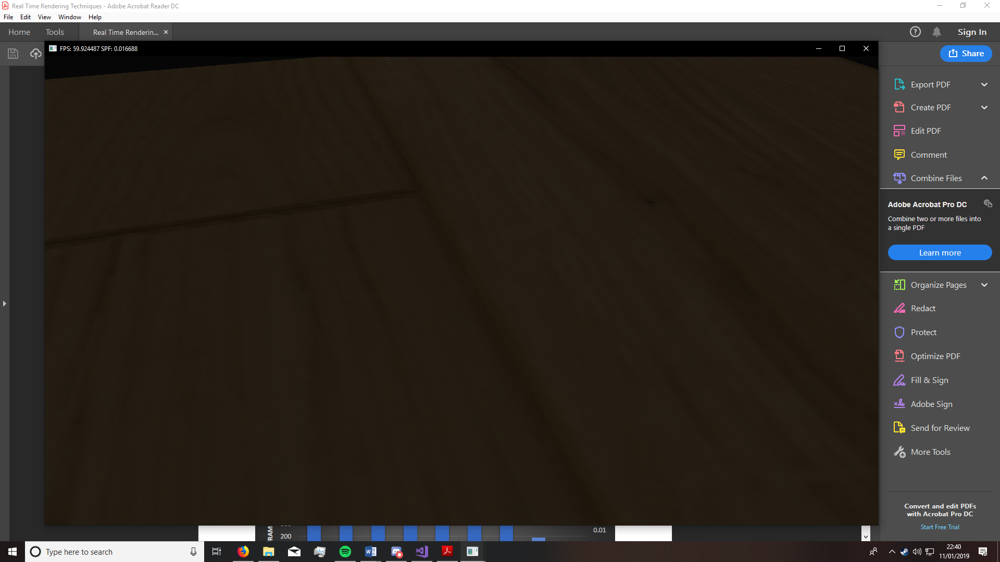 Real Time Rendering Techniques - Adobe Acrobat Reader DC
File Edit View Window Help
Home Tools Real Time Renderin... Sign In
FPS: 59.924487 SPF: 0.016688
Share
Export PDF
Create PDF
Edit PDF
Comment
Combine Files
Adobe Acrobat Pro DC
Combine two or more files into
a single PDF
Learn more
Organize Pages
Redact
Protect
Optimize PDF
Fill & Sign
Adobe Sign
Send for Review
More Tools
Convert and edit PDFs
with Acrobat Pro DC
Start Free Trial
200
0.01
Type here to search
22:40
11/01/2019